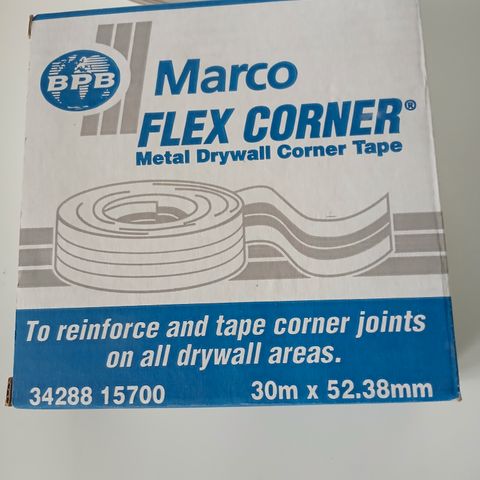 BPB
Marco
FLEX CORNER®
Metal Drywall Corner Tape
To reinforce and tape corner joints
on all drywall areas.
34288 15700 30m x 52.38mm